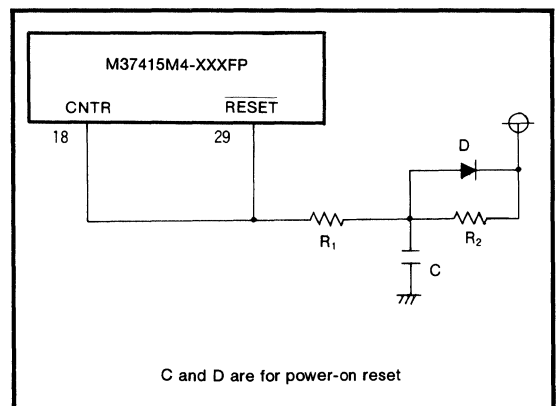 M37415M4-XXXFP
CNTR RESET
18 29
D
R1 R2
C
C and D are for power-on reset